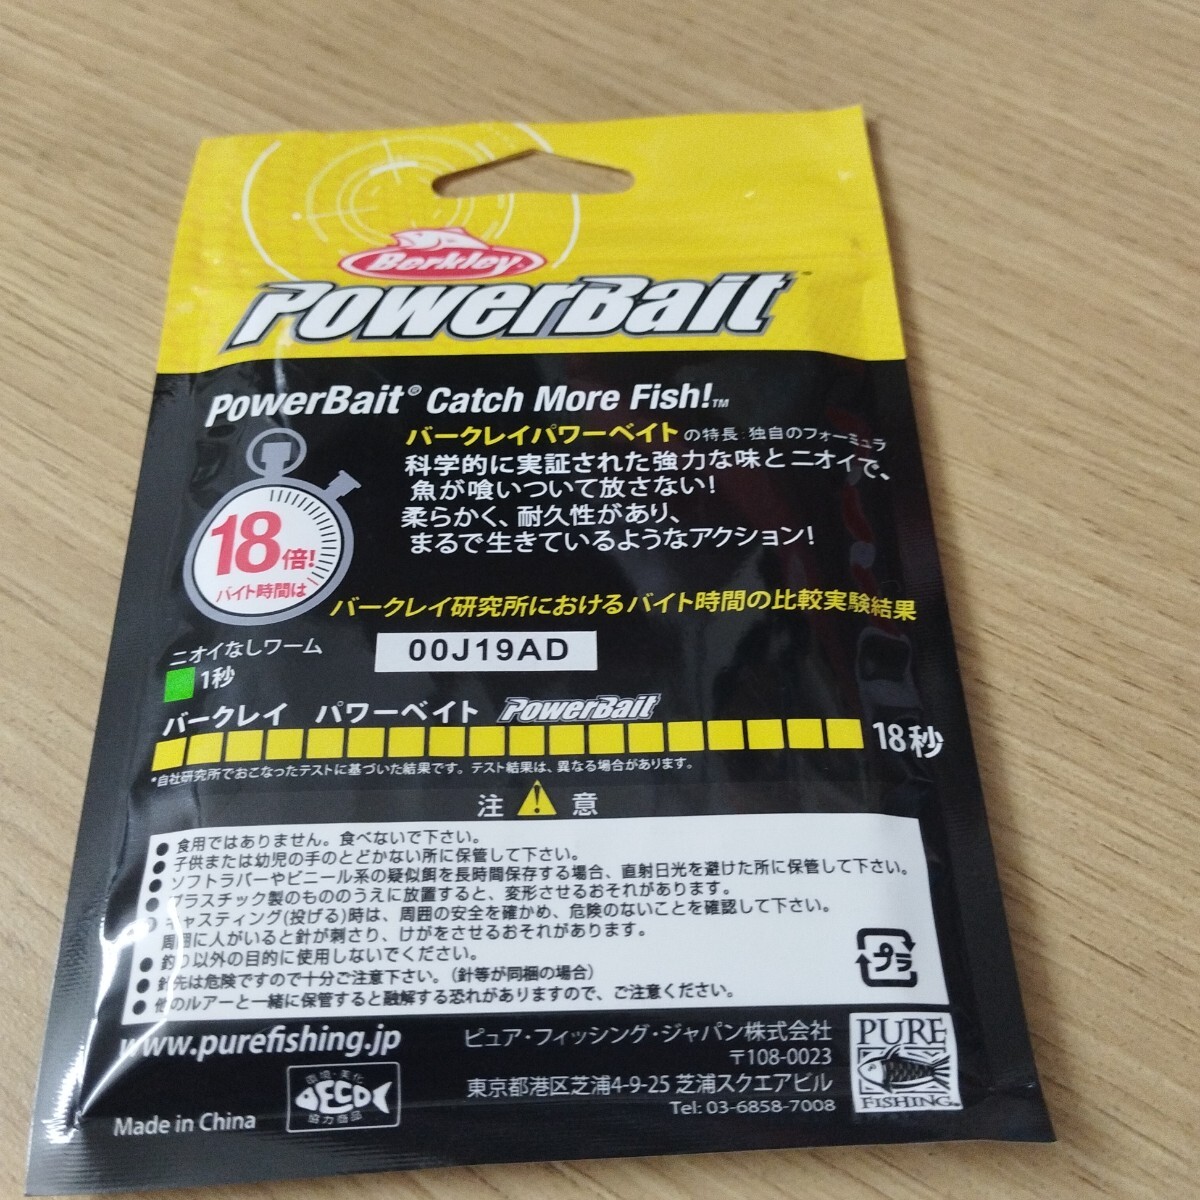 Berkley
PowerBait™
PowerBait® Catch More Fish!™
バークレイパワーベイトの特長:独自のフォーミュラ
科学的に実証された強力な味とニオイで、
魚が喰いついて放さない!
柔らかく、耐久性があり、
まるで生きているようなアクション!
18倍!
バイト時間は
バークレイ研究所におけるバイト時間の比較実験結果
ニオイなしワーム
00J19AD
1秒
バークレイ パワーベイト PowerBait
18秒
*自社研究所でおこなったテストに基づいた結果です。テスト結果は、異なる場合があります。
注 意
● 食用ではありません。食べないで下さい。
● 子供または幼児の手のとどかない所に保管して下さい。
● ソフトラバーやビニール系の疑似餌を長時間保存する場合、直射日光を避けた所に保管して下さい。
● プラスチック製のもののうえに放置すると、変形させるおそれがあります。
● キャスティング(投げる)時は、周囲の安全を確かめ、危険のないことを確認して下さい。
周囲に人がいると針が刺さり、けがをさせるおそれがあります。
● 釣り以外の目的に使用しないでください。
● 針先は危険ですので十分ご注意下さい。(針等が同梱の場合)
● 他のルアーと一緒に保管すると融解する恐れがありますので、ご注意ください。
プラ
www.purefishing.jp
ピュア・フィッシング・ジャパン株式会社
〒108-0023
東京都港区芝浦4-9-25 芝浦スクエアビル
Tel: 03-6858-7008
PURE
FISHING
環境・美化
ECO
協力商品
Made in China